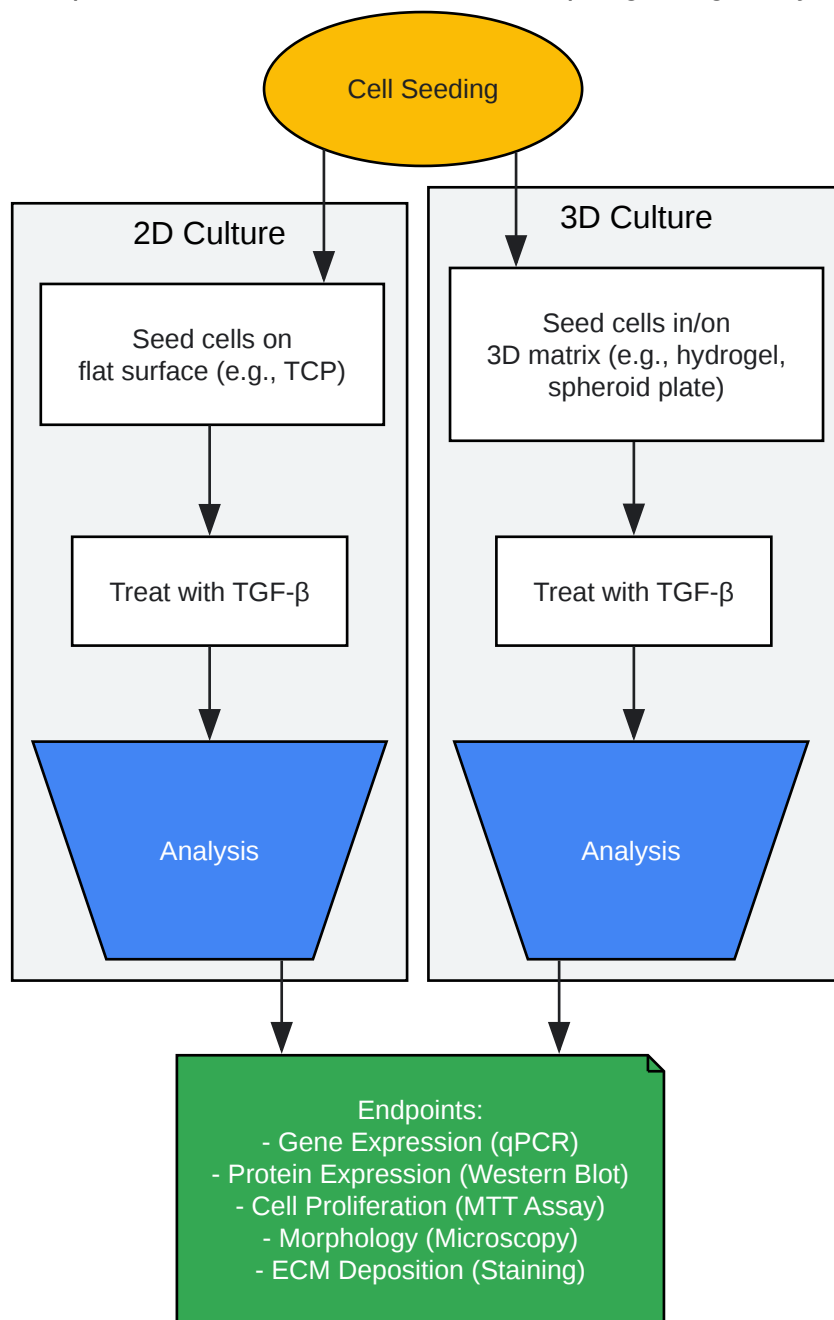 Cell Seeding
2D Culture
3D Culture
Seed cells on
flat surface (e.g., TCP)
Seed cells in/on
3D matrix (e.g., hydrogel,
spheroid plate)
Treat with TGF-β
Treat with TGF-β
Analysis
Analysis
Endpoints:
- Gene Expression (qPCR)
- Protein Expression (Western Blot)
- Cell Proliferation (MTT Assay)
- Morphology (Microscopy)
- ECM Deposition (Staining)